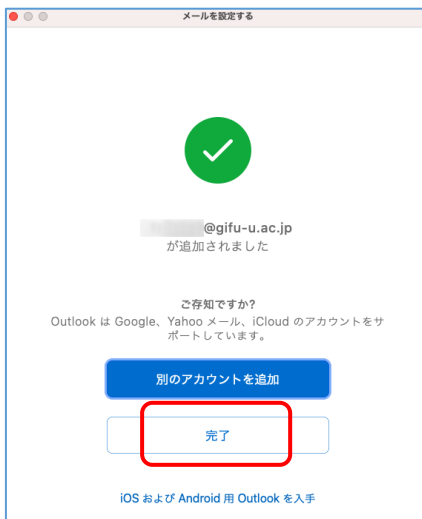 メールを設定する
@gifu-u.ac.jp
が追加されました
ご存知ですか?
Outlook は Google、Yahoo メール、iCloud のアカウントをサ
ポートしています。
別のアカウントを追加
完了
iOS および Android 用 Outlook を入手